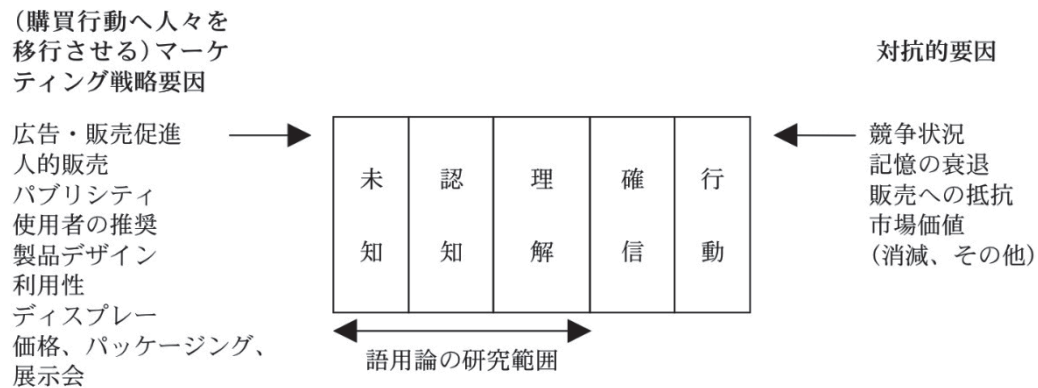 （購買行動へ人々を
移行させる）マーケ
ティング戦略要因
広告・販売促進
人的販売
パブリシティ
使用者の推奨
製品デザイン
利用性
ディスプレー
価格、パッケージング、
展示会
未知
認知
理解
確信
行動
語用論の研究範囲
対抗的要因
競争状況
記憶の衰退
販売への抵抗
市場価値
（消減、その他）